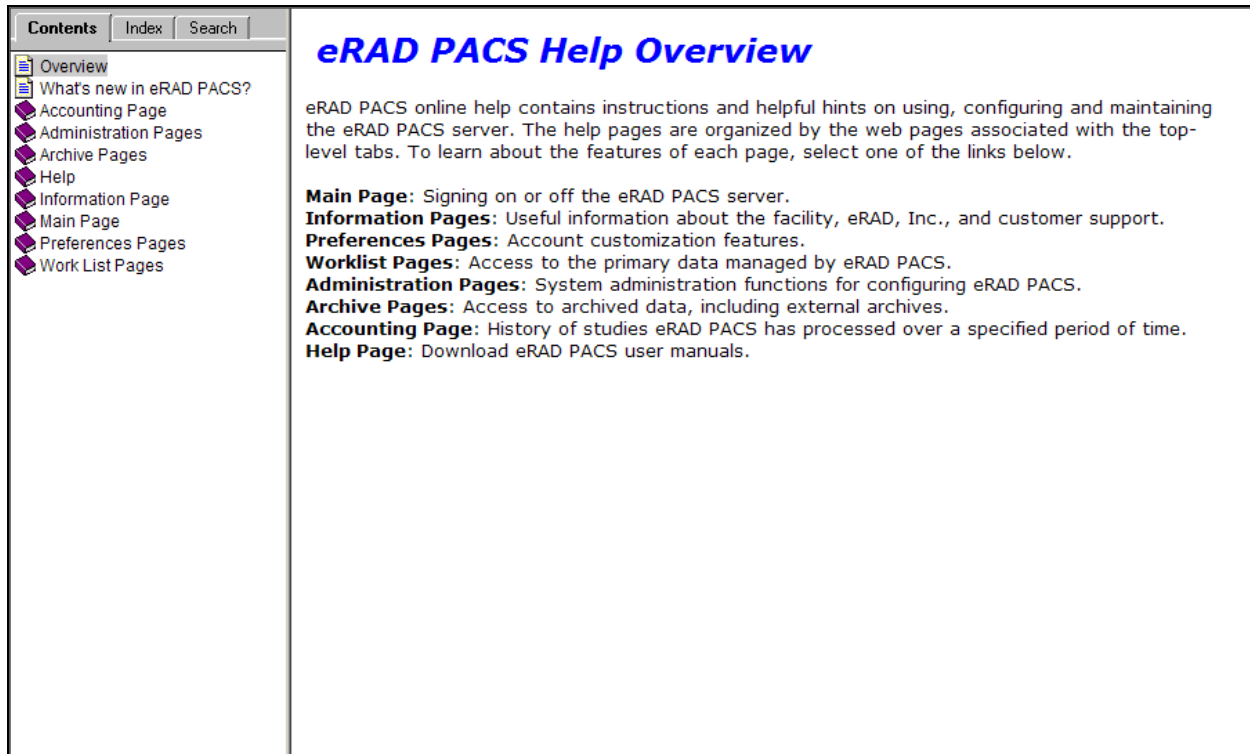 Contents Index Search
Overview
What's new in eRAD PACS?
Accounting Page
Administration Pages
Archive Pages
Help
Information Page
Main Page
Preferences Pages
Work List Pages
eRAD PACS Help Overview
eRAD PACS online help contains instructions and helpful hints on using, configuring and maintaining
the eRAD PACS server. The help pages are organized by the web pages associated with the top-
level tabs. To learn about the features of each page, select one of the links below.
Main Page: Signing on or off the eRAD PACS server.
Information Pages: Useful information about the facility, eRAD, Inc., and customer support.
Preferences Pages: Account customization features.
Worklist Pages: Access to the primary data managed by eRAD PACS.
Administration Pages: System administration functions for configuring eRAD PACS.
Archive Pages: Access to archived data, including external archives.
Accounting Page: History of studies eRAD PACS has processed over a specified period of time.
Help Page: Download eRAD PACS user manuals.